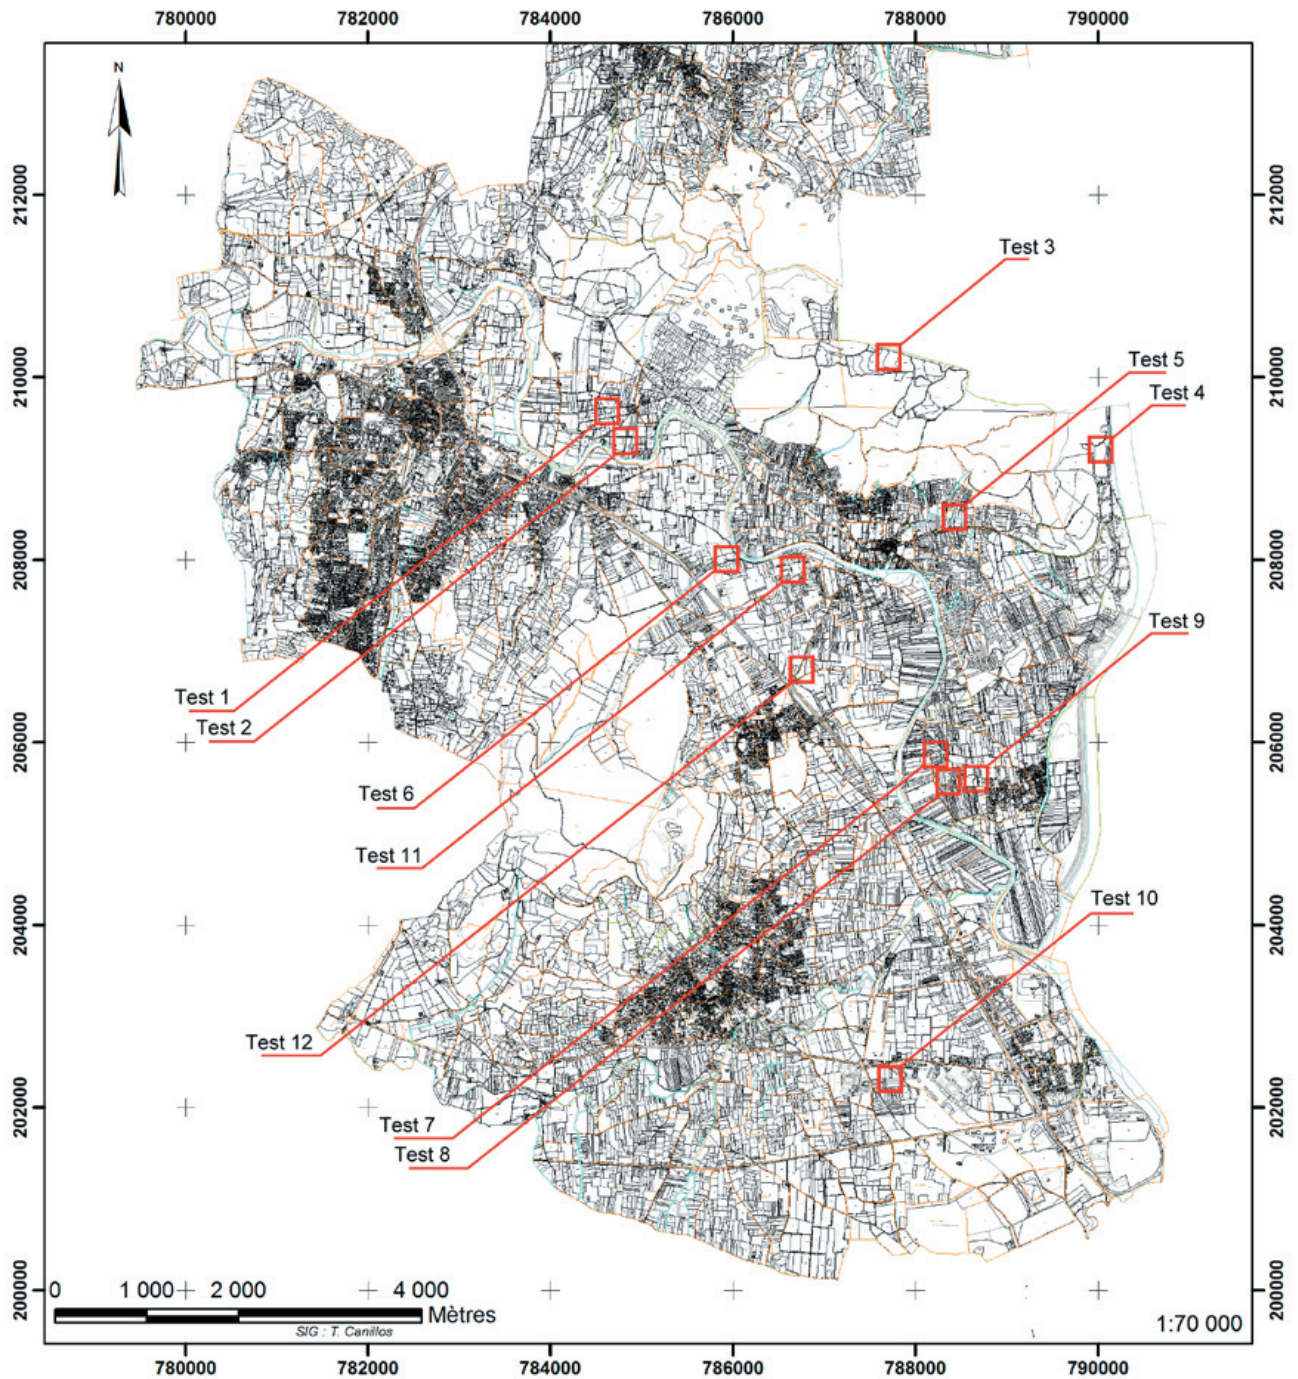 780000 782000 784000 786000 788000 790000
N
212000 212000
Test 3
210000 210000
Test 5
Test 4
208000 208000
Test 9
Test 1
Test 2
206000 206000
Test 6
Test 11
Test 10
204000 204000
Test 12
Test 7
202000 202000
Test 8
200000 200000
0 1 000 2 000 4 000
Mètres
SIG : T. Canillos
1:70 000
780000 782000 784000 786000 788000 790000